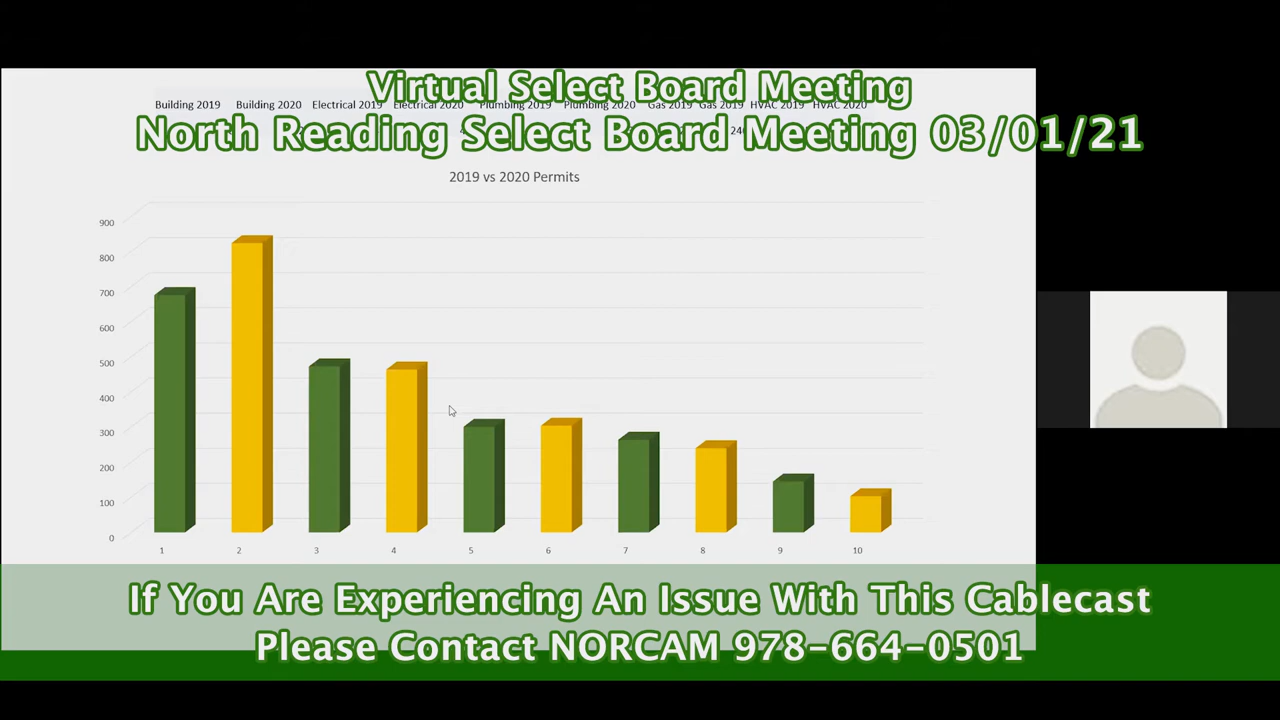 Virtual Select Board Meeting
Building 2019 Building 2020 Electrical 2019 Electrical 2020 Plumbing 2019 Plumbing 2020 Gas 2019 Gas 2019 HVAC 2019 HVAC 2020
North Reading Select Board Meeting 03/01/21
2019 vs 2020 Permits
900
800
700
600
500
400
300
200
100
0
1 2 3 4 5 6 7 8 9 10
If You Are Experiencing An Issue With This Cablecast
Please Contact NORCAM 978-664-0501